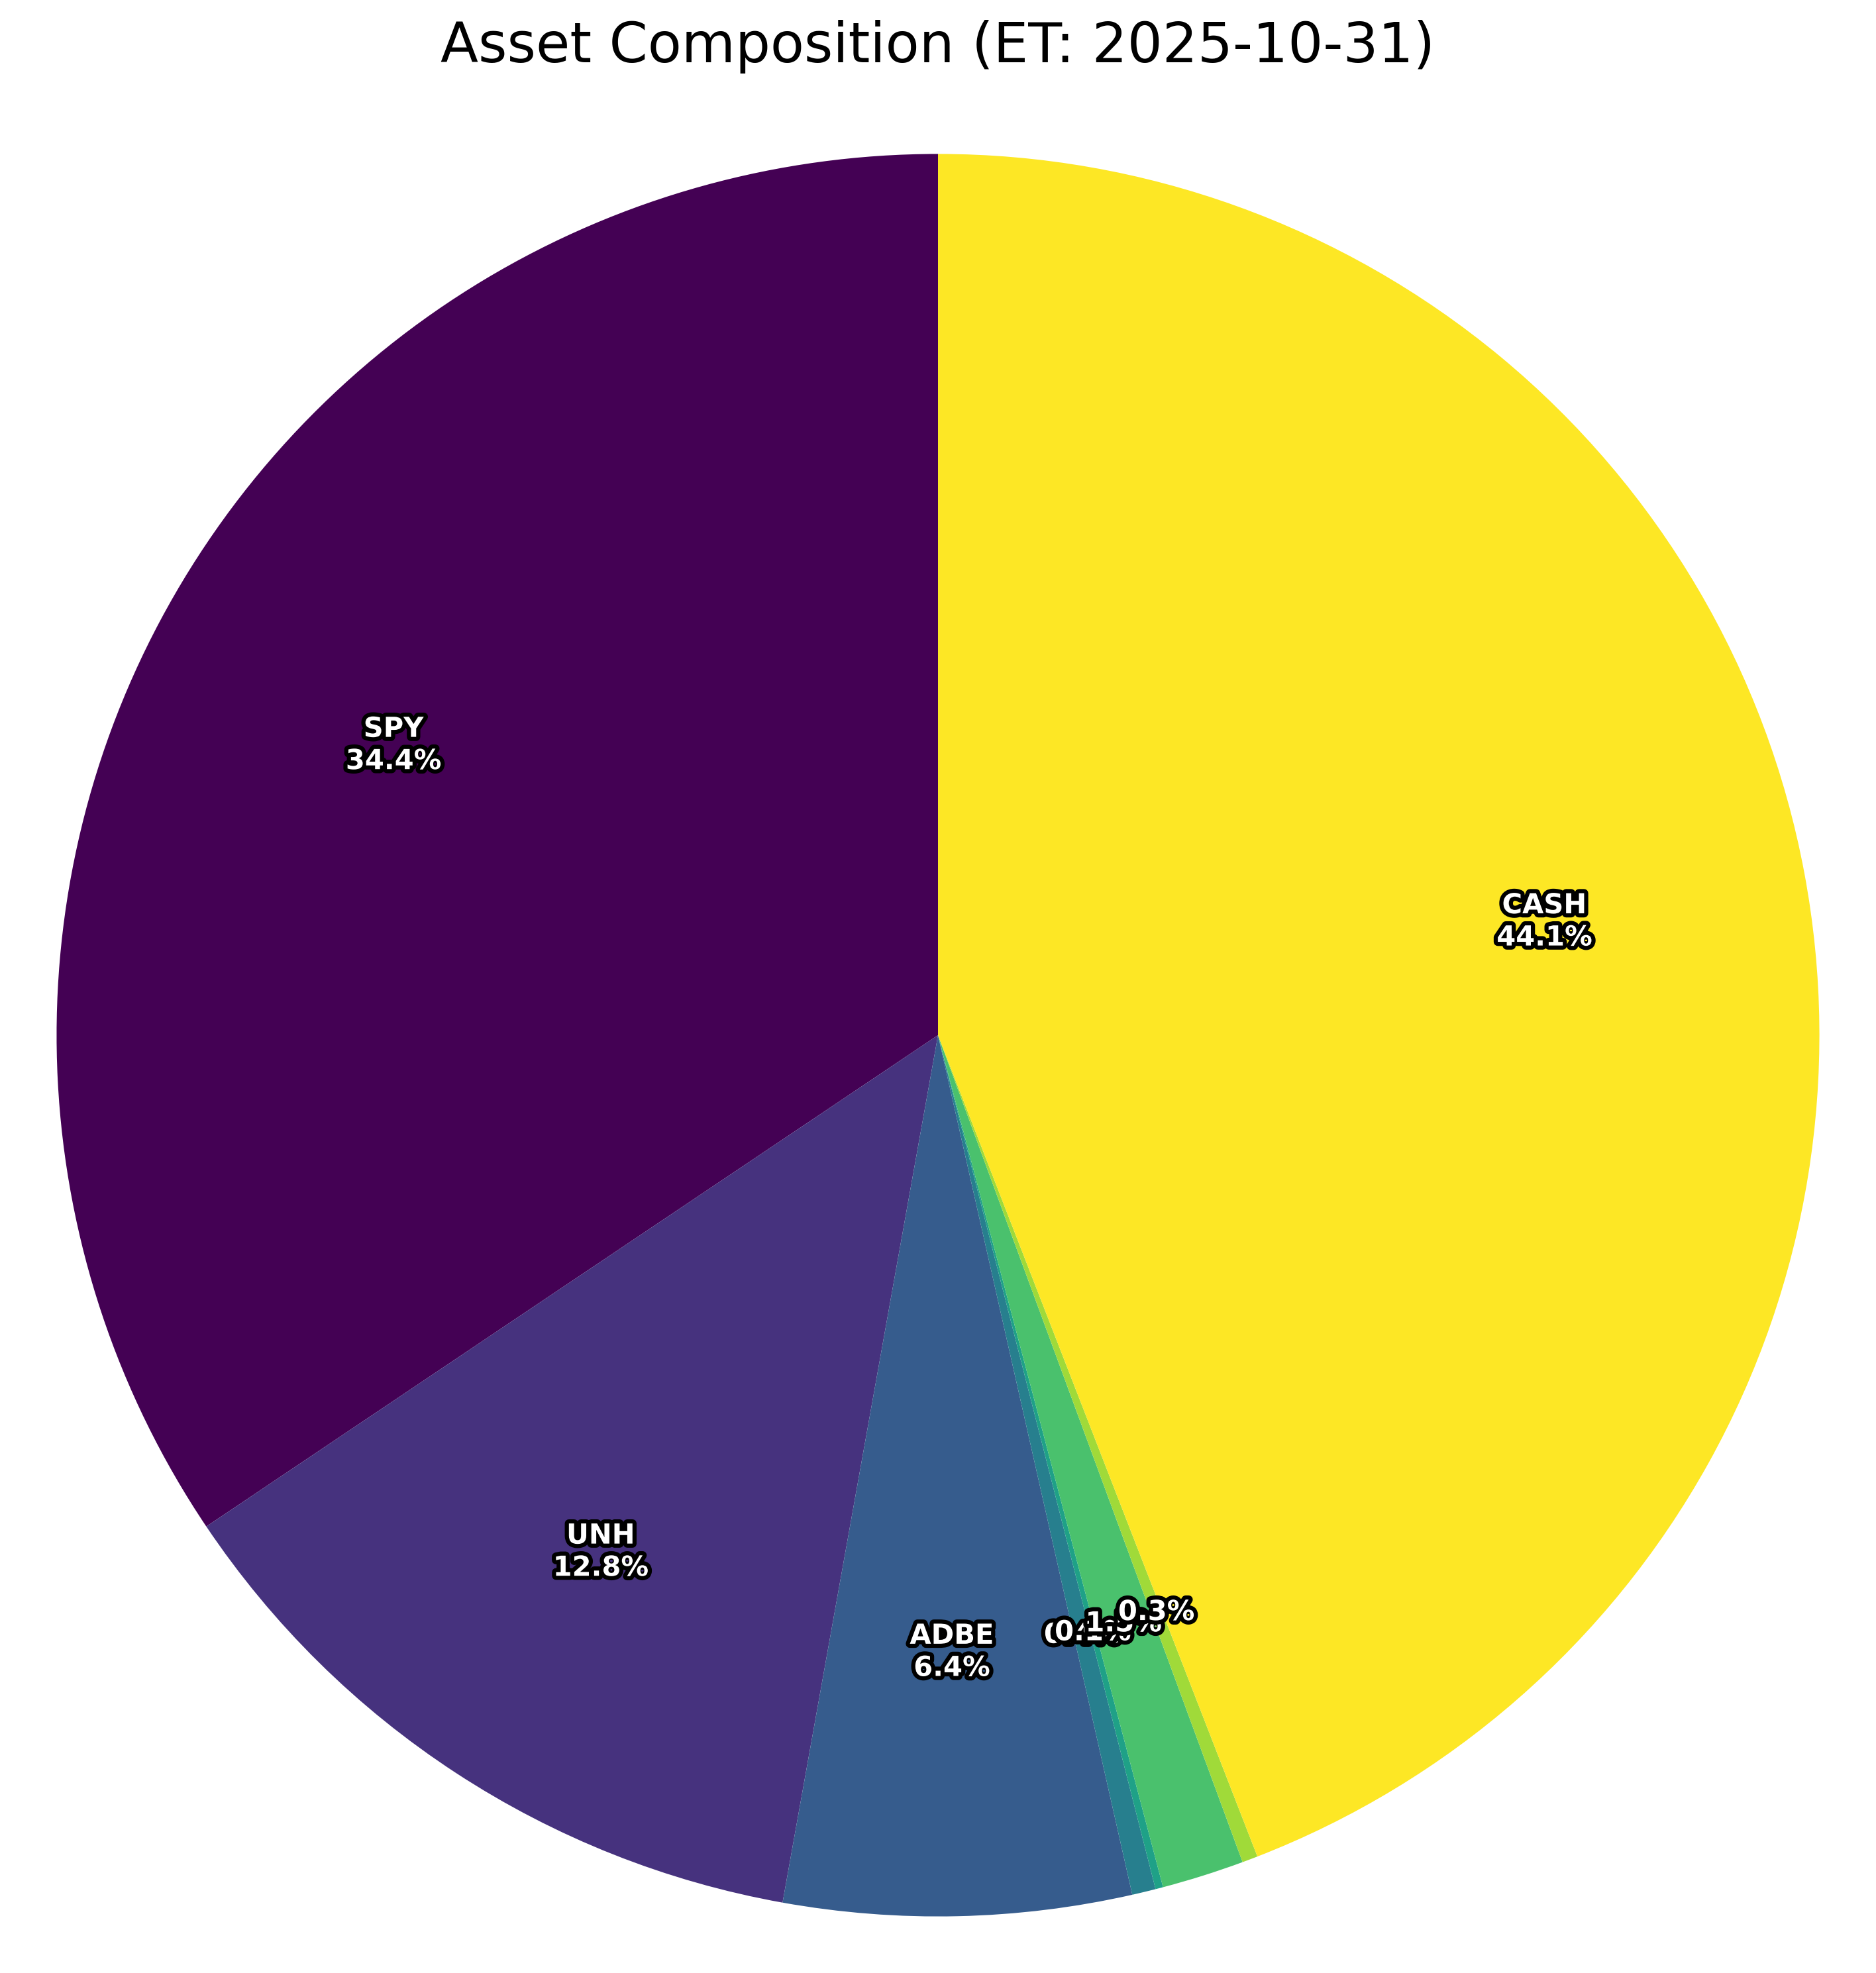 Asset Composition (ET: 2025-10-31)
SPY
34.4%
CASH
44.1%
UNH
12.8%
ADBE
6.4%
0.3%